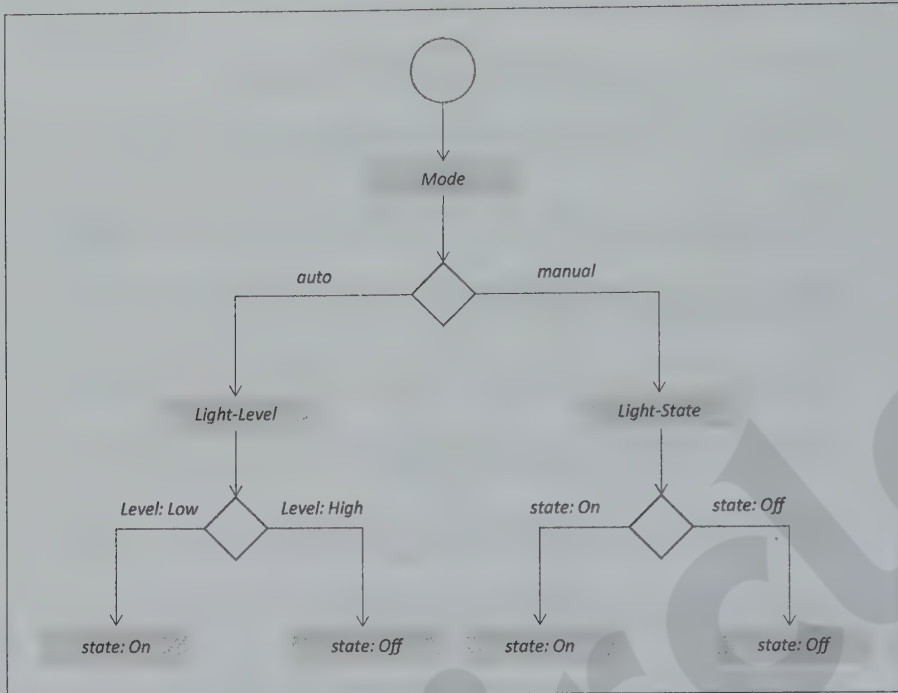 Mode
auto
manual
Light-Level
Light-State
Level: Low
Level: High
state: On
state: Off
state: On
state: Off
state: On
state: Off